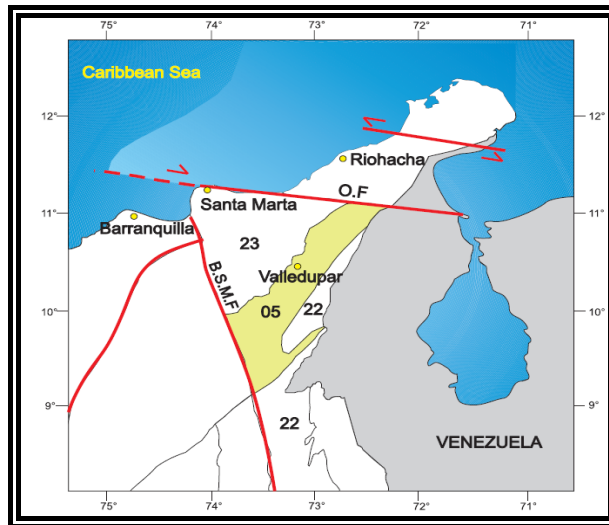 75° 74° 73° 72° 71°
Caribbean Sea
12° 12°
Riohacha
O.F
Santa Marta
11° 11°
Barranquilla
23
Valledupar
B.S.M.F
10° 10°
05
22
9° 9°
22
VENEZUELA
75° 74° 73° 72° 71°